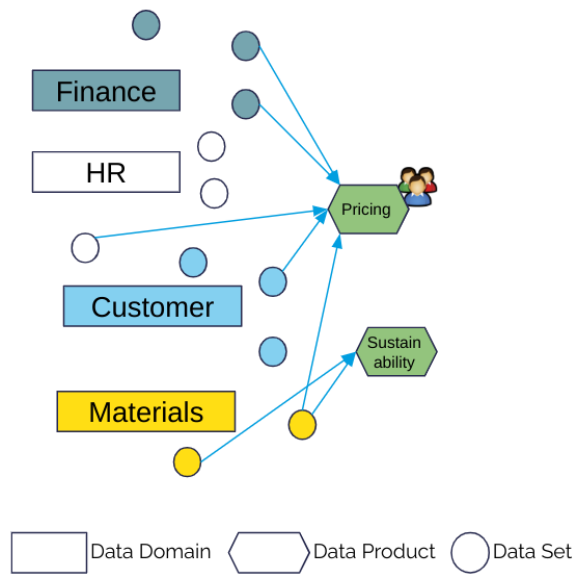 Finance
HR
Pricing
Customer
Sustain
ability
Materials
Data Domain
Data Product
Data Set